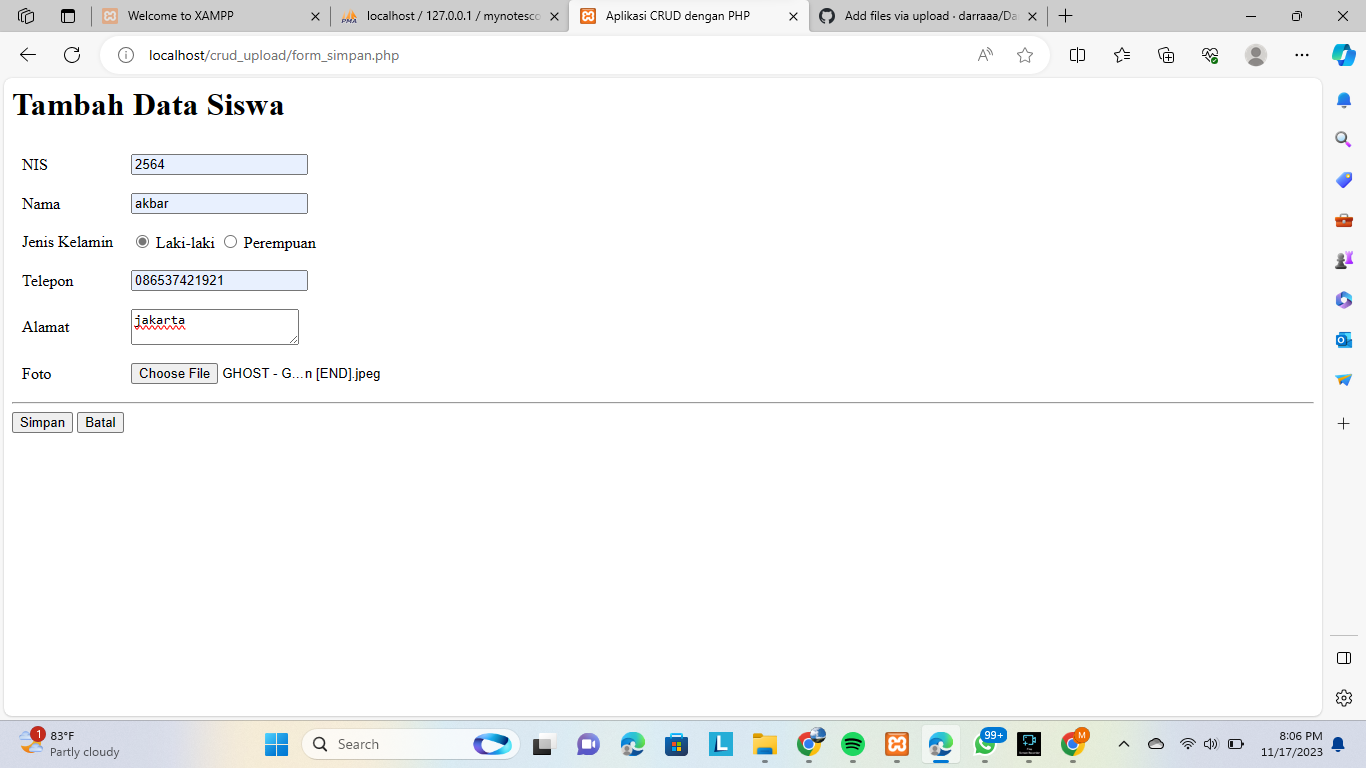 Welcome to XAMPP
localhost / 127.0.0.1 / mynotesco
Aplikasi CRUD dengan PHP
Add files via upload · darraaa/Da
localhost/crud_upload/form_simpan.php
Tambah Data Siswa
NIS 2564
Nama akbar
Jenis Kelamin Laki-laki Perempuan
Telepon 086537421921
Alamat jakarta
Foto Choose File GHOST - G...n [END].jpeg
Simpan Batal
1 83°F
Partly cloudy
Search
L
99+
M
8:06 PM
11/17/2023